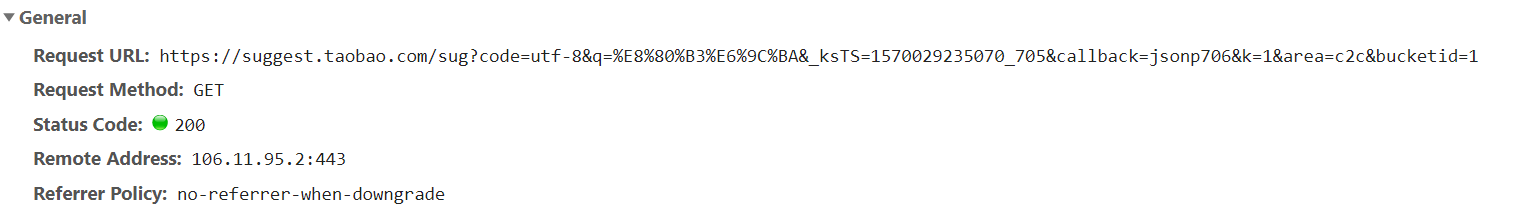 General
Request URL: https://suggest.taobao.com/sug?code=utf-8&q=%E8%80%B3%E6%9C%BA&_ksTS=1570029235070_705&callback=jsonp706&k=1&area=c2c&bucketid=1
Request Method: GET
Status Code: 200
Remote Address: 106.11.95.2:443
Referrer Policy: no-referrer-when-downgrade